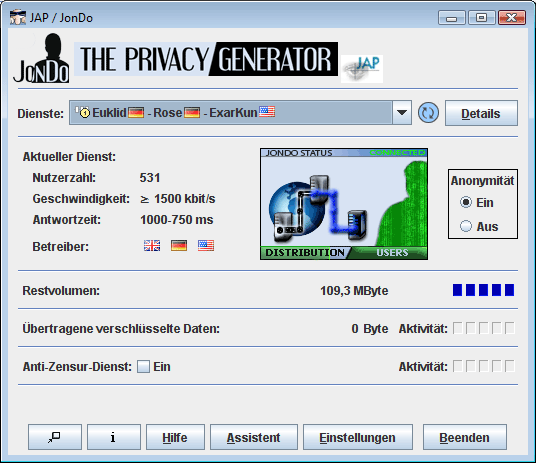 JAP / JonDo
JONDO THE PRIVACY GENERATOR JAP
Dienste: Euklid - Rose - ExarKun Details
Aktueller Dienst:
Nutzerzahl: 531
Geschwindigkeit: ≥ 1500 kbit/s
Antwortzeit: 1000-750 ms
Betreiber:
JONDO STATUS CONNECTED
DISTRIBUTION USERS
Anonymität
Ein
Aus
Restvolumen: 109,3 MByte
Übertragene verschlüsselte Daten: 0 Byte Aktivität:
Anti-Zensur-Dienst: Ein Aktivität:
i Hilfe Assistent Einstellungen Beenden